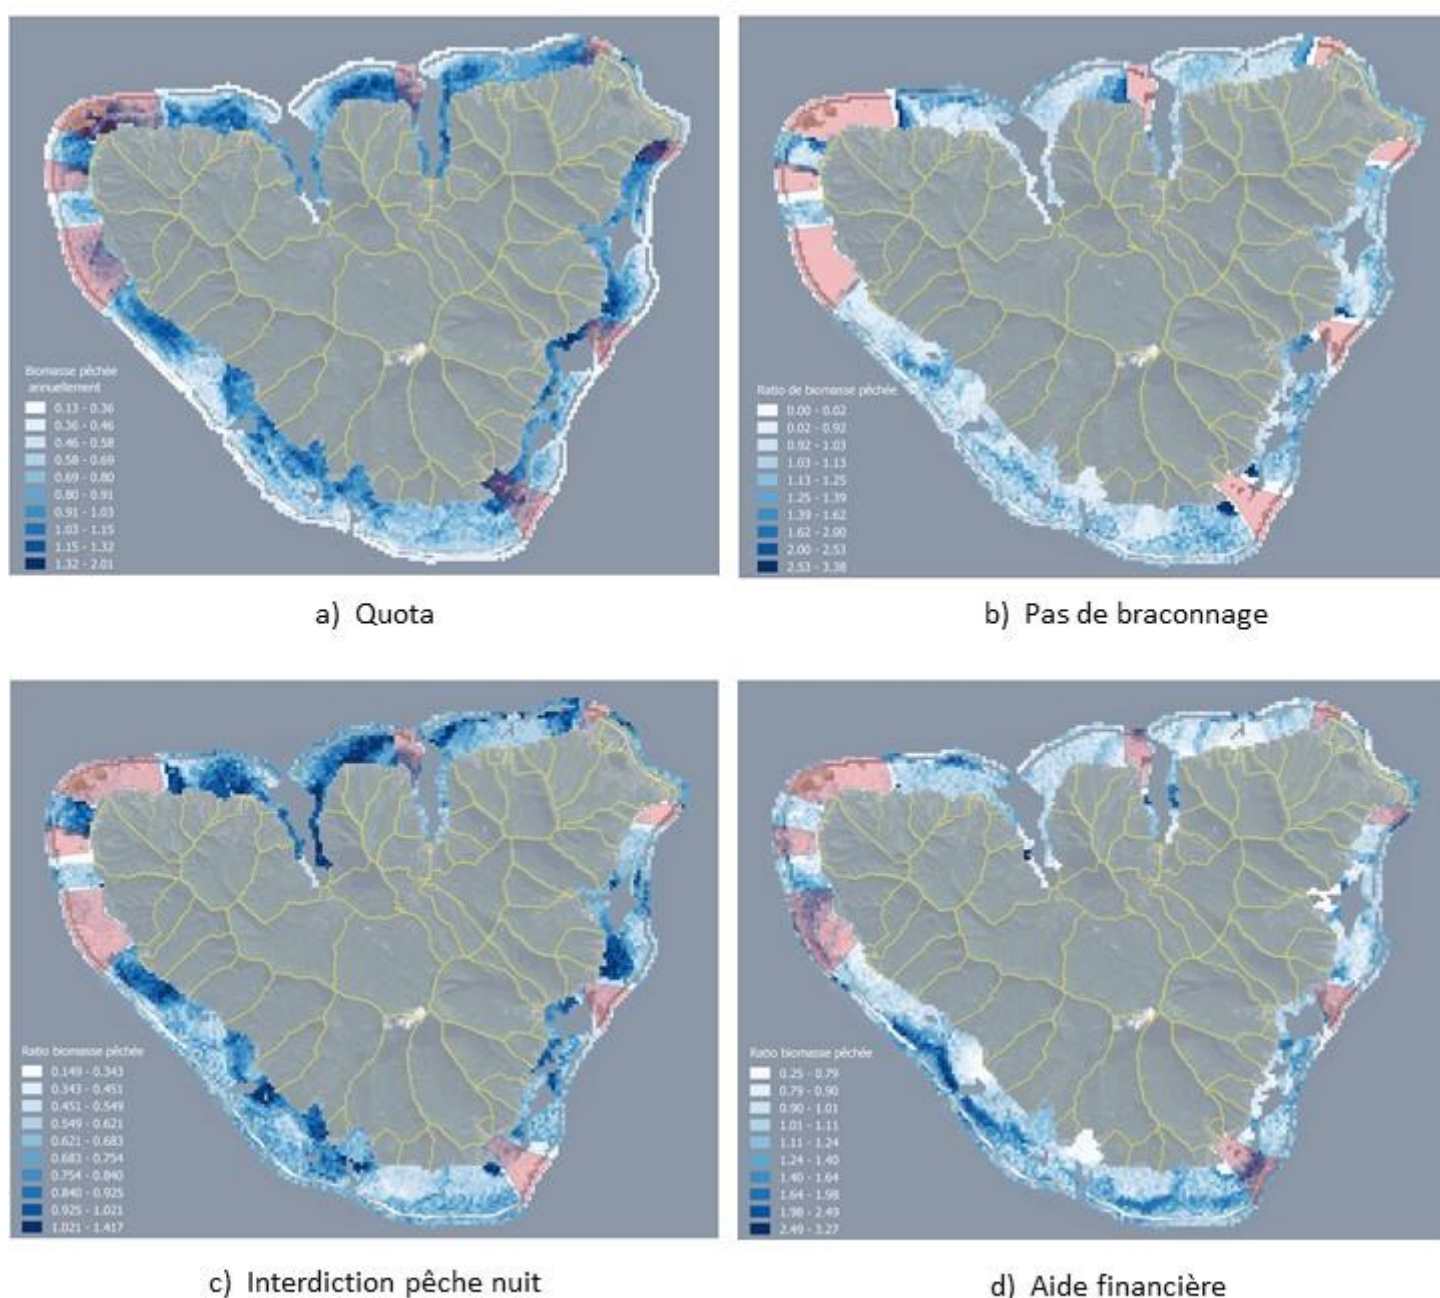 Biomasse pêchée
annuellement
0.13 - 0.36
0.36 - 0.46
0.46 - 0.58
0.58 - 0.69
0.69 - 0.80
0.80 - 0.91
0.91 - 1.03
1.03 - 1.15
1.15 - 1.32
1.32 - 2.01
a) Quota
Ratio de biomasse pêchée
0.00 - 0.02
0.02 - 0.92
0.92 - 1.03
1.03 - 1.13
1.13 - 1.25
1.25 - 1.39
1.39 - 1.62
1.62 - 2.00
2.00 - 2.53
2.53 - 3.38
b) Pas de braconnage
Ratio biomasse pêchée
0.149 - 0.343
0.343 - 0.451
0.451 - 0.549
0.549 - 0.621
0.621 - 0.683
0.683 - 0.754
0.754 - 0.840
0.840 - 0.925
0.925 - 1.021
1.021 - 1.417
c) Interdiction pêche nuit
Ratio biomasse pêchée
0.25 - 0.79
0.79 - 0.90
0.90 - 1.01
1.01 - 1.11
1.11 - 1.24
1.24 - 1.40
1.40 - 1.64
1.64 - 1.98
1.98 - 2.49
2.49 - 3.27
d) Aide financière